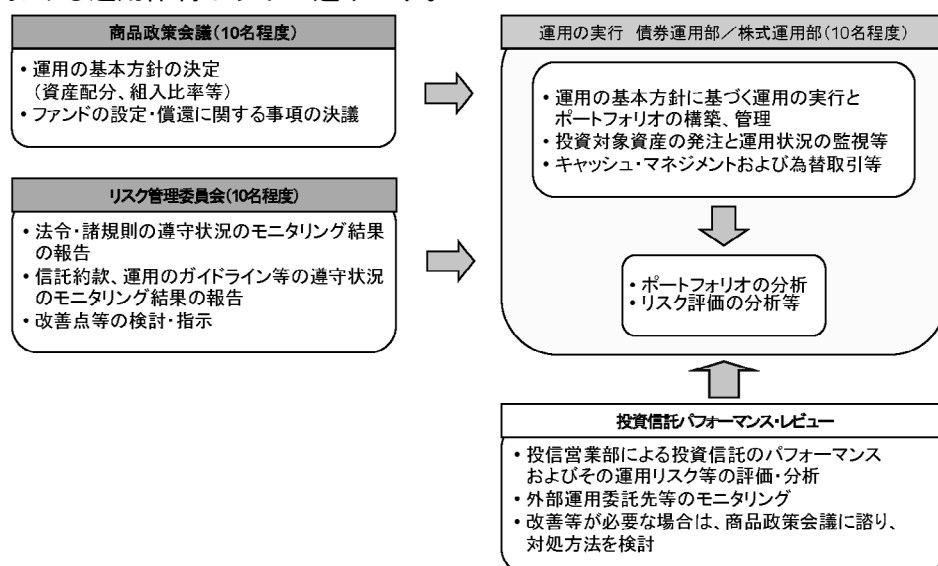 商品政策会議(10名程度)
• 運用の基本方針の決定
(資産配分、組入比率等)
• ファンドの設定・償還に関する事項の決議
リスク管理委員会(10名程度)
• 法令・諸規則の遵守状況のモニタリング結果
の報告
• 信託約款、運用のガイドライン等の遵守状況
のモニタリング結果の報告
• 改善点等の検討・指示
運用の実行 債券運用部/株式運用部(10名程度)
• 運用の基本方針に基づく運用の実行と
ポートフォリオの構築、管理
• 投資対象資産の発注と運用状況の監視等
• キャッシュ・マネジメントおよび為替取引等
• ポートフォリオの分析
• リスク評価の分析等
投資信託パフォーマンス・レビュー
• 投信営業部による投資信託のパフォーマンス
およびその運用リスク等の評価・分析
• 外部運用委託先等のモニタリング
• 改善等が必要な場合は、商品政策会議に諮り、
対処方法を検討